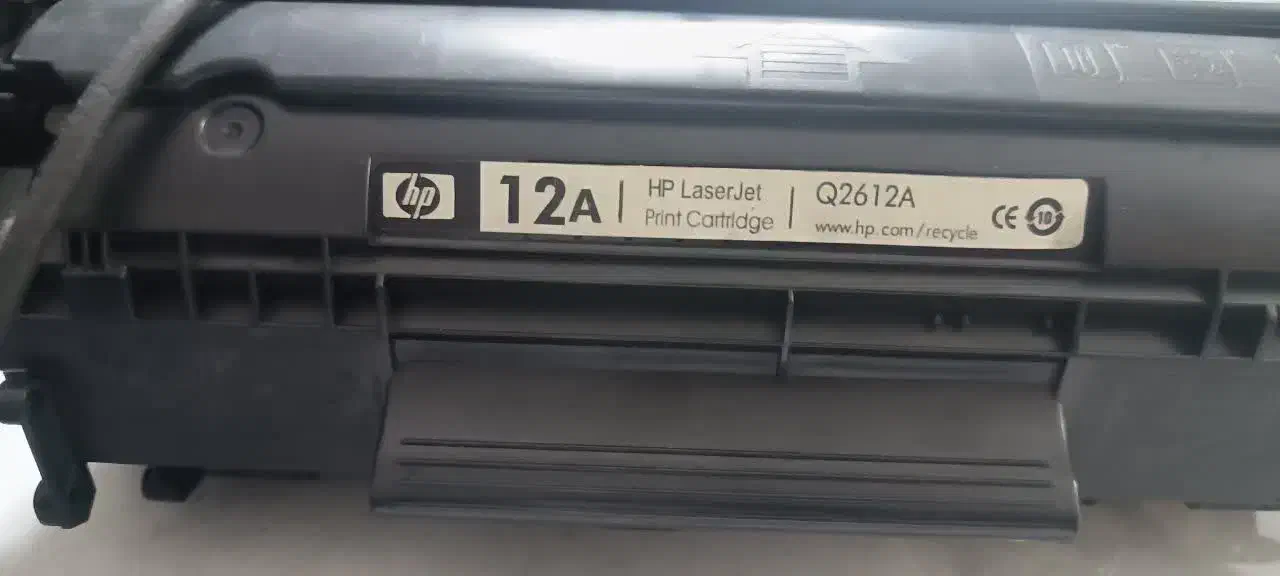 hp
12A
HP LaserJet
Print Cartridge
Q2612A
www.hp.com/recycle
CE
10